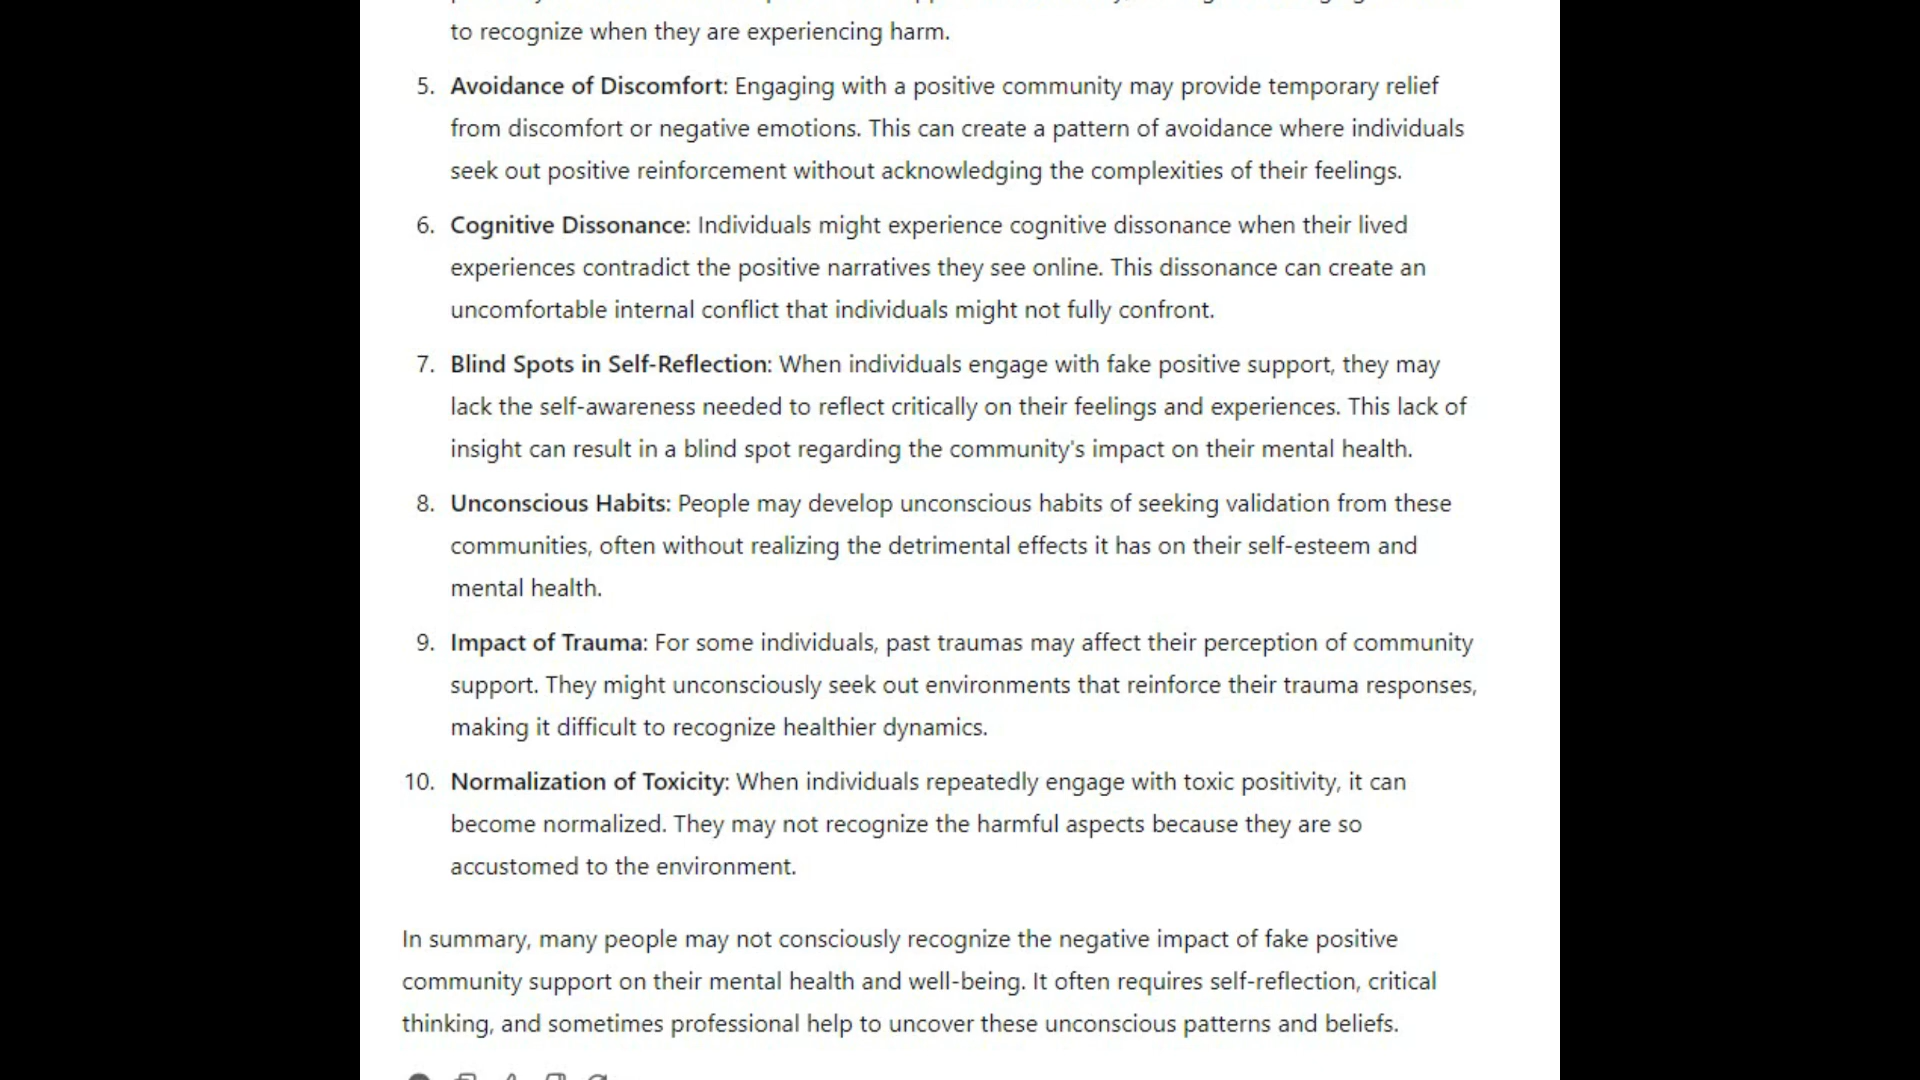 to recognize when they are experiencing harm.
5. Avoidance of Discomfort: Engaging with a positive community may provide temporary relief
from discomfort or negative emotions. This can create a pattern of avoidance where individuals
seek out positive reinforcement without acknowledging the complexities of their feelings.
6. Cognitive Dissonance: Individuals might experience cognitive dissonance when their lived
experiences contradict the positive narratives they see online. This dissonance can create an
uncomfortable internal conflict that individuals might not fully confront.
7. Blind Spots in Self-Reflection: When individuals engage with fake positive support, they may
lack the self-awareness needed to reflect critically on their feelings and experiences. This lack of
insight can result in a blind spot regarding the community's impact on their mental health.
8. Unconscious Habits: People may develop unconscious habits of seeking validation from these
communities, often without realizing the detrimental effects it has on their self-esteem and
mental health.
9. Impact of Trauma: For some individuals, past traumas may affect their perception of community
support. They might unconsciously seek out environments that reinforce their trauma responses,
making it difficult to recognize healthier dynamics.
10. Normalization of Toxicity: When individuals repeatedly engage with toxic positivity, it can
become normalized. They may not recognize the harmful aspects because they are so
accustomed to the environment.
In summary, many people may not consciously recognize the negative impact of fake positive
community support on their mental health and well-being. It often requires self-reflection, critical
thinking, and sometimes professional help to uncover these unconscious patterns and beliefs.